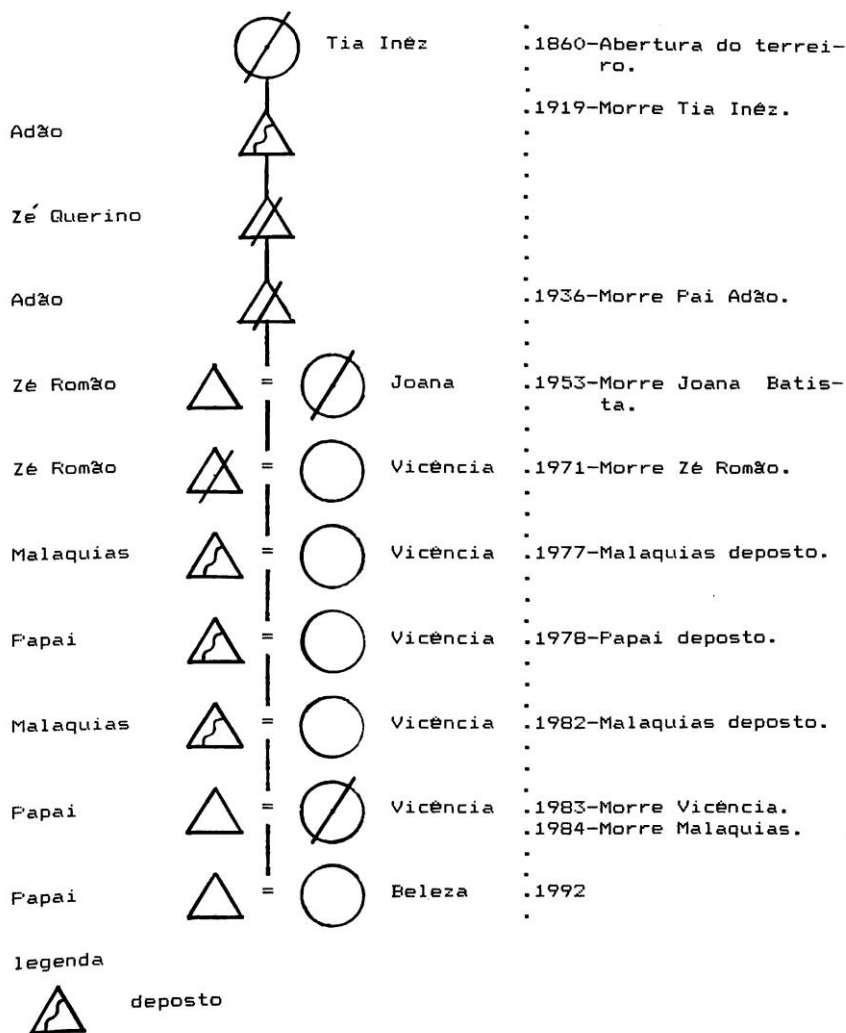 Tia Inêz .1860-Abertura do terrei-
ro.
.1919-Morre Tia Inêz.
Adão
Zé Querino
Adão .1936-Morre Pai Adão.
Zé Romão = Joana .1953-Morre Joana Batis-
ta.
Zé Romão = Vicência .1971-Morre Zé Romão.
Malaquias = Vicência .1977-Malaquias deposto.
Papai = Vicência .1978-Papai deposto.
Malaquias = Vicência .1982-Malaquias deposto.
Papai = Vicência .1983-Morre Vicência.
.1984-Morre Malaquias.
Papai = Beleza .1992
legenda
deposto